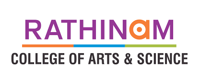 RATHINAM
COLLEGE OF ARTS & SCIENCE